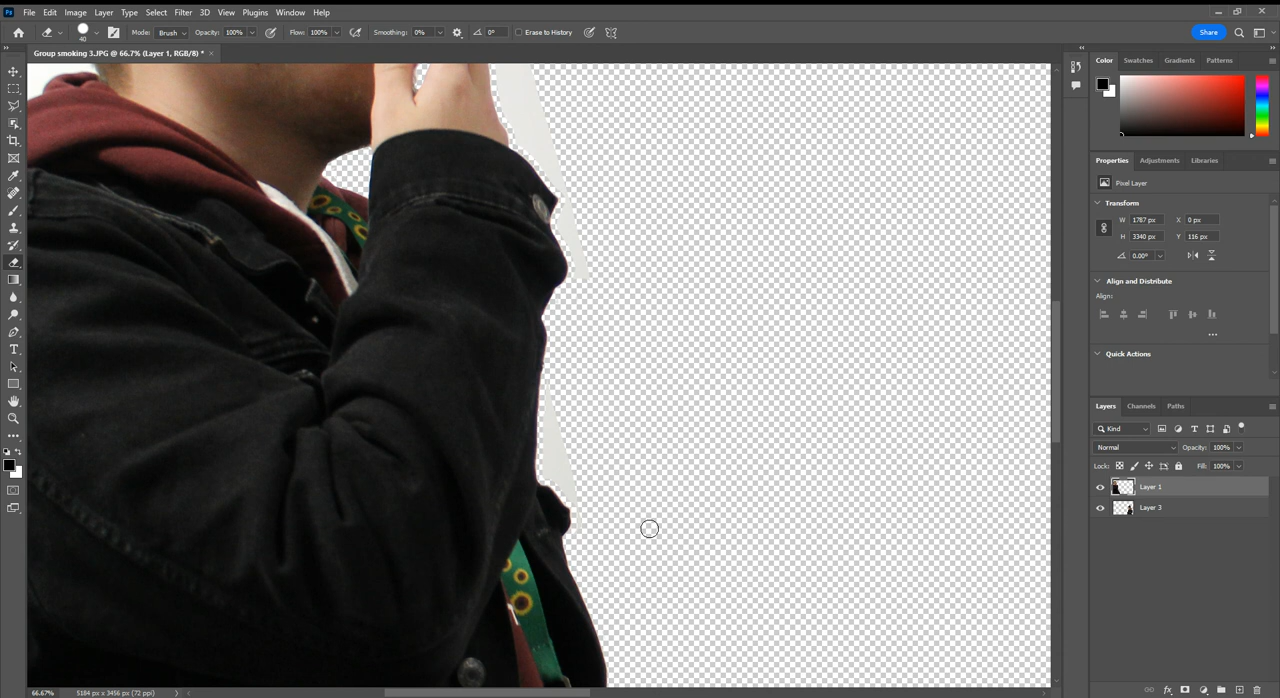 Ps File Edit Image Layer Type Select Filter 3D View Plugins Window Help
40 Mode: Brush Opacity: 100% Flow: 100% Smoothing: 0% 0° Erase to History Share
Group smoking 3.JPG @ 66.7% (Layer 1, RGB/8) * ×
Color Swatches Gradients Patterns
Properties Adjustments Libraries
Pixel Layer
Transform
W 1787 px X 0 px
H 3340 px Y 116 px
0.00°
Align and Distribute
Align:
Quick Actions
Layers Channels Paths
Kind
Normal Opacity: 100%
Lock: Fill: 100%
Layer 1
Layer 3
66.67% 5184 px x 3456 px (72 ppi)